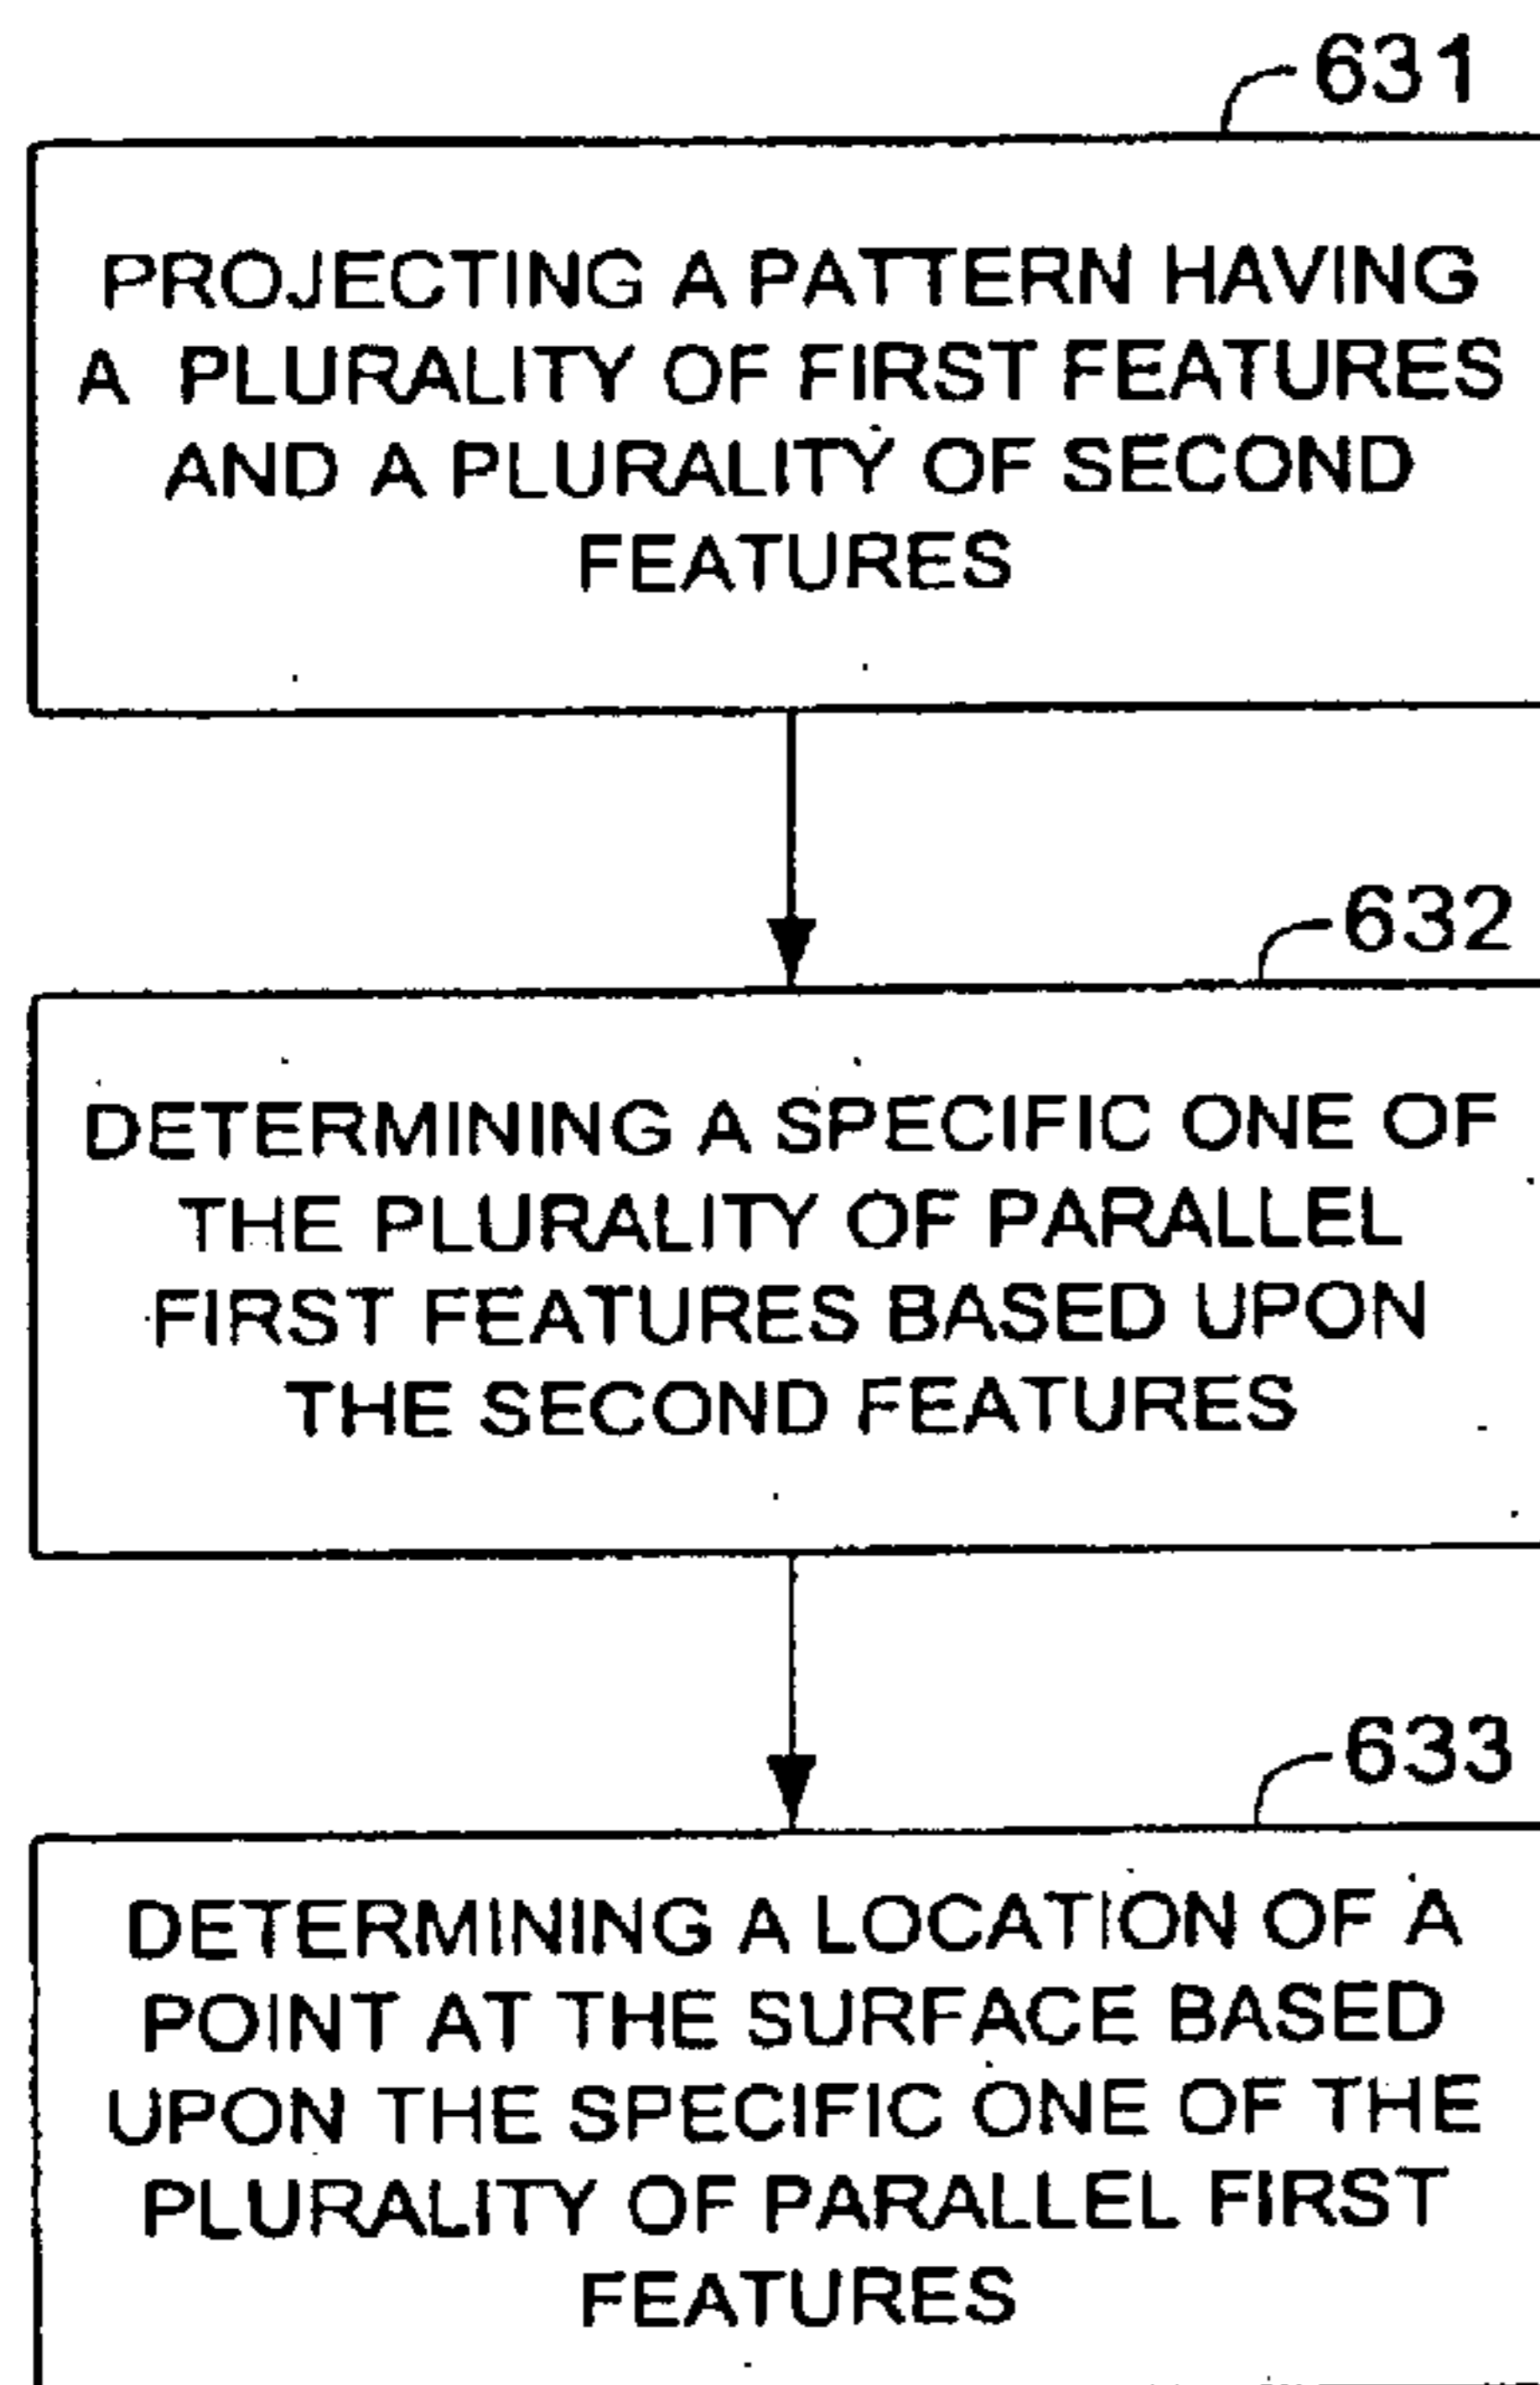 631
PROJECTING A PATTERN HAVING
A PLURALITY OF FIRST FEATURES
AND A PLURALITY OF SECOND
FEATURES
632
DETERMINING A SPECIFIC ONE OF
THE PLURALITY OF PARALLEL
FIRST FEATURES BASED UPON
THE SECOND FEATURES
633
DETERMINING A LOCATION OF A
POINT AT THE SURFACE BASED
UPON THE SPECIFIC ONE OF THE
PLURALITY OF PARALLEL FIRST
FEATURES